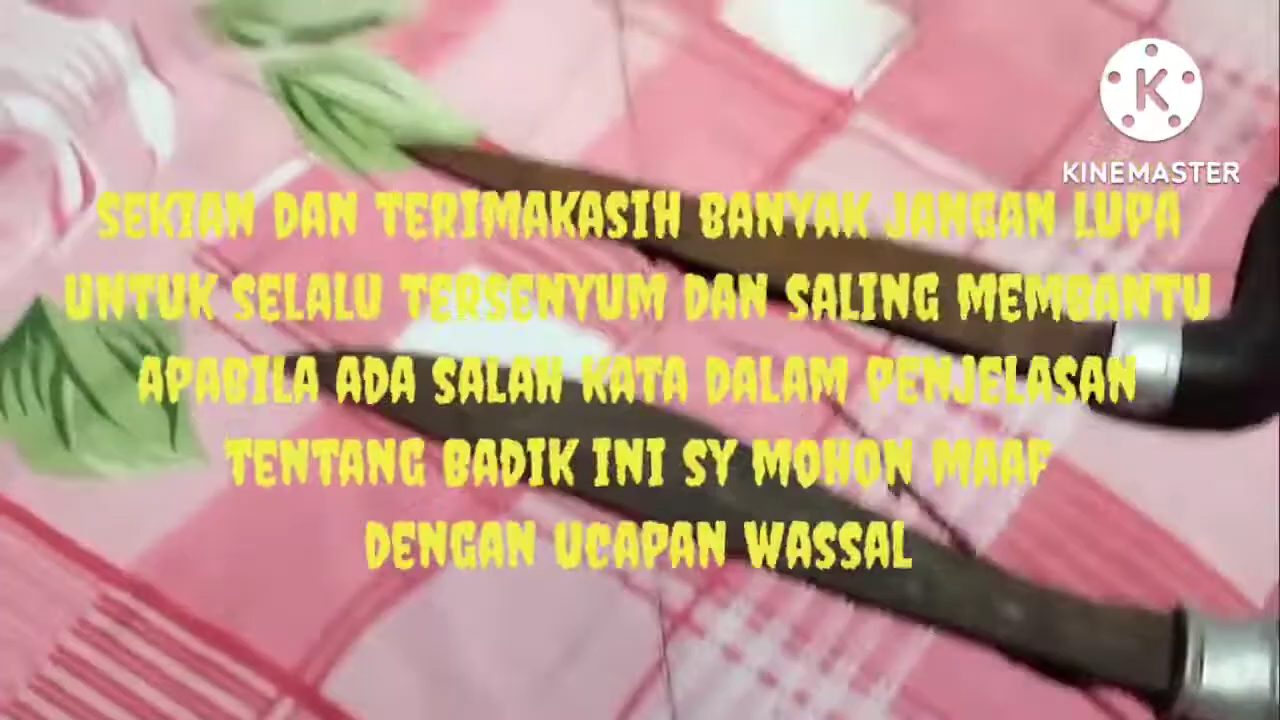 KINEMASTER
SEKIAN DAN TERIMAKASIH BANYAK JANGAN LUPA
UNTUK SELALU TERSENYUM DAN SALING MEMBANTU
APABILA ADA SALAH KATA DALAM PENJELASAN
TENTANG BADIK INI SY MOHON MAAF
DENGAN UCAPAN WASSAL